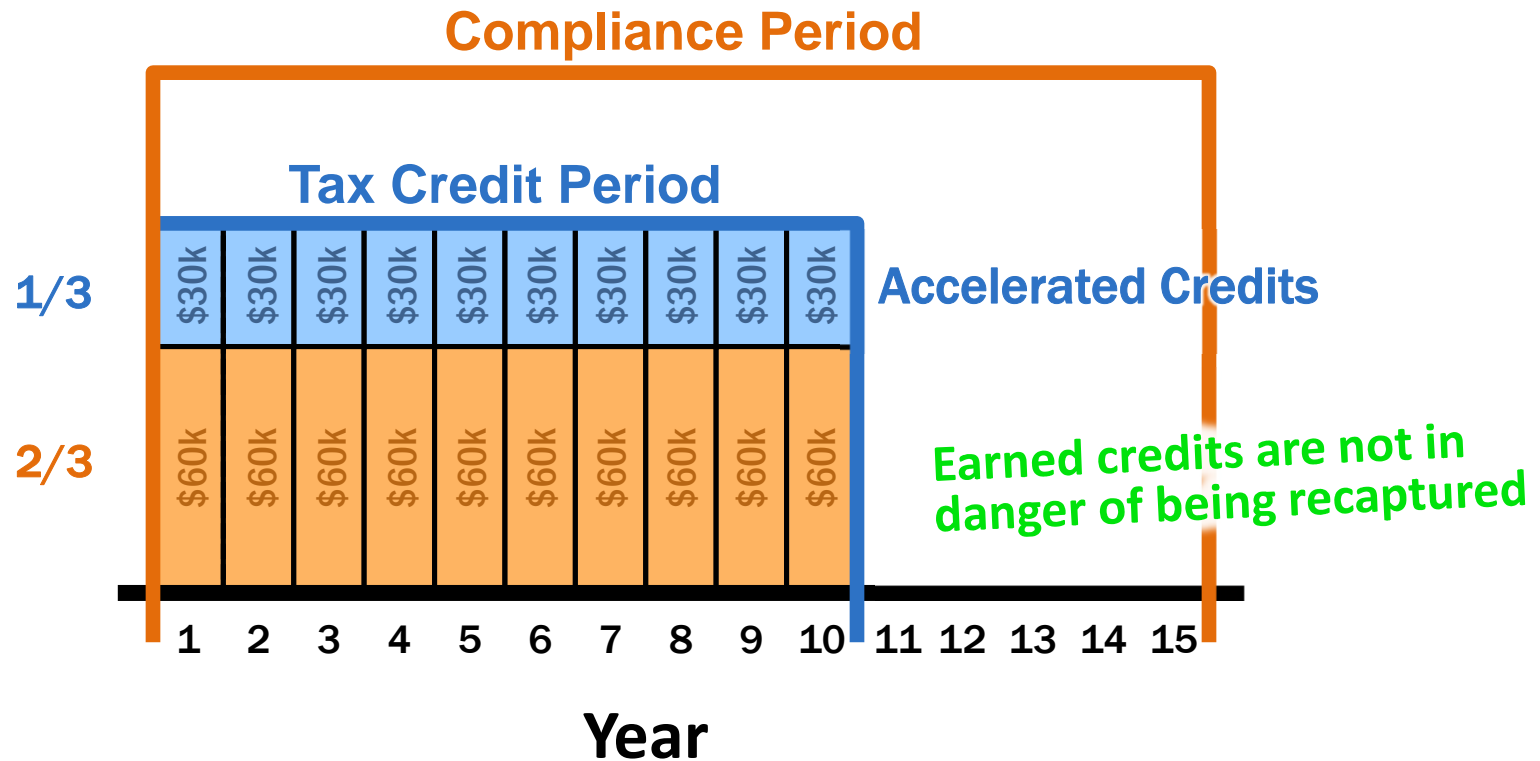 Compliance Period
Tax Credit Period
1/3
$30k $30k $30k $30k $30k $30k $30k $30k $30k $30k
Accelerated Credits
2/3
$60k $60k $60k $60k $60k $60k $60k $60k $60k $60k
Earned credits are not in
danger of being recaptured
1 2 3 4 5 6 7 8 9 10 11 12 13 14 15
Year